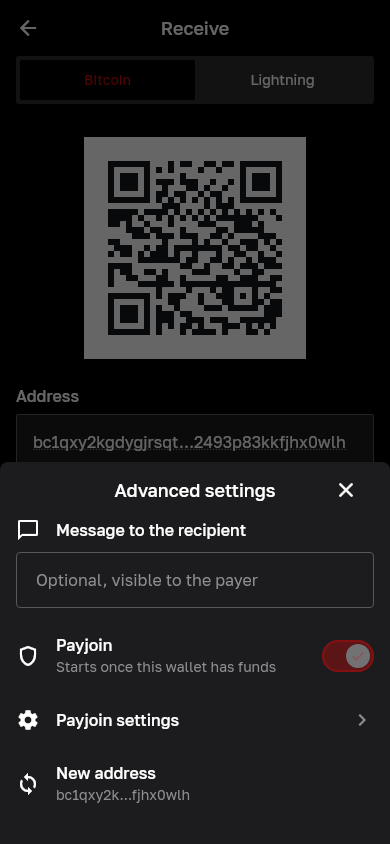 Receive
Bitcoin
Lightning
Address
bc1qxy2kgdygjrsqt...2493p83kkfjhx0wlh
Advanced settings
Message to the recipient
Optional, visible to the payer
Payjoin
Starts once this wallet has funds
Payjoin settings
New address
bc1qxy2k...fjhx0wlh